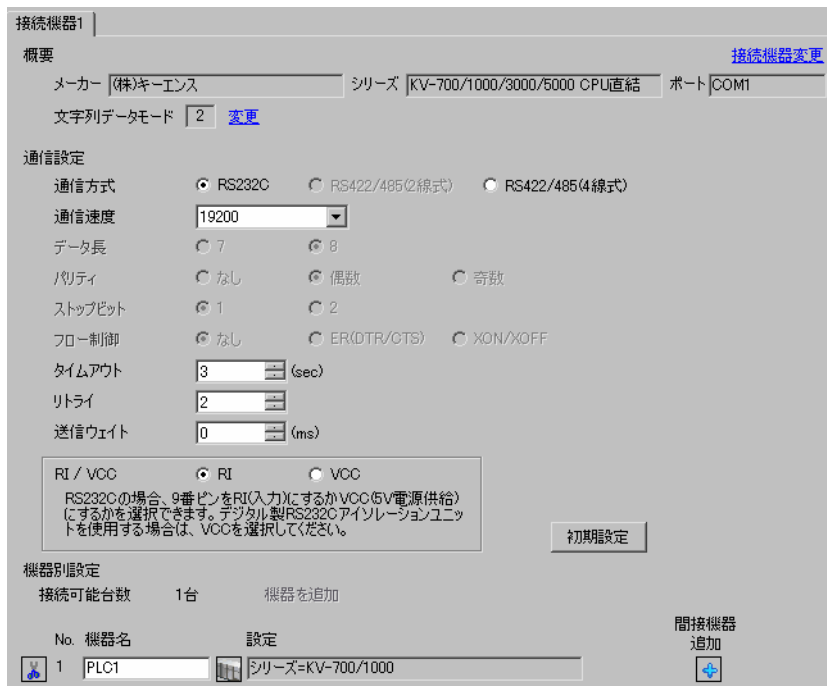 接続機器1
概要
接続機器変更
メーカー (株)キーエンス シリーズ KV-700/1000/3000/5000 CPU直結 ポート COM1
文字列データモード 2 変更
通信設定
通信方式 RS232C RS422/485(2線式) RS422/485(4線式)
通信速度 19200
データ長 7 8
パリティ なし 偶数 奇数
ストップビット 1 2
フロー制御 なし ER(DTR/CTS) XON/XOFF
タイムアウト 3 (sec)
リトライ 2
送信ウェイト 0 (ms)
RI / VCC RI VCC
RS232Cの場合、9番ピンをRI(入力)にするかVCC(5V電源供給)
にするかを選択できます。デジタル製RS232Cアイソレーションユニッ
トを使用する場合は、VCCを選択してください。
初期設定
機器別設定
接続可能台数 1台 機器を追加
間接機器
追加
No. 機器名 設定
1 PLC1 シリーズ=KV-700/1000